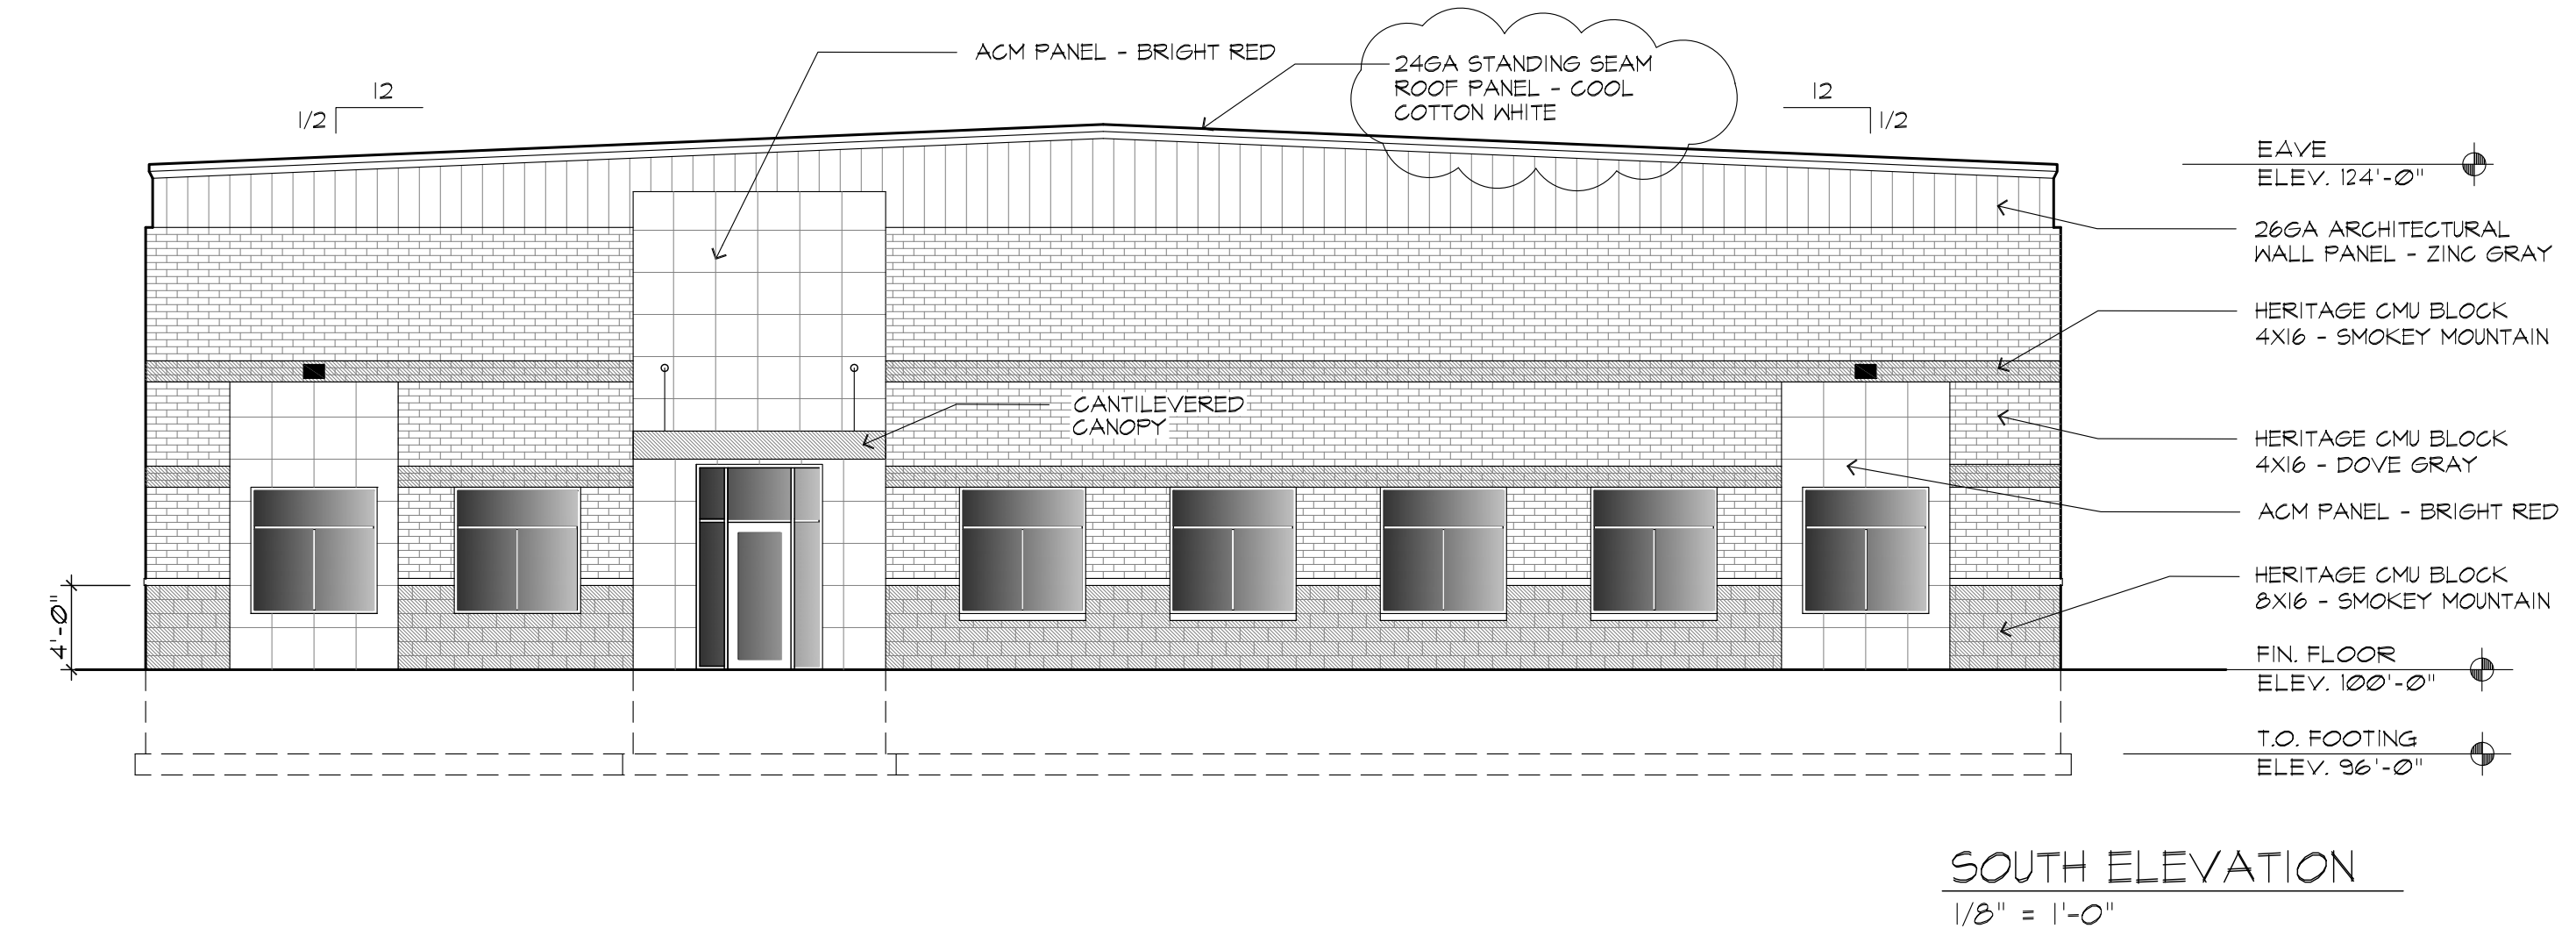 ACM PANEL - BRIGHT RED
24GA STANDING SEAM
ROOF PANEL - COOL
COTTON WHITE
12
1/2
12
1/2
EAVE
ELEV. 124'-0"
26GA ARCHITECTURAL
WALL PANEL - ZINC GRAY
HERITAGE CMU BLOCK
4X16 - SMOKEY MOUNTAIN
CANTILEVERED
CANOPY
HERITAGE CMU BLOCK
4X16 - DOVE GRAY
ACM PANEL - BRIGHT RED
HERITAGE CMU BLOCK
8X16 - SMOKEY MOUNTAIN
4'-0"
FIN. FLOOR
ELEV. 100'-0"
T.O. FOOTING
ELEV. 96'-0"
SOUTH ELEVATION
1/8" = 1'-0"